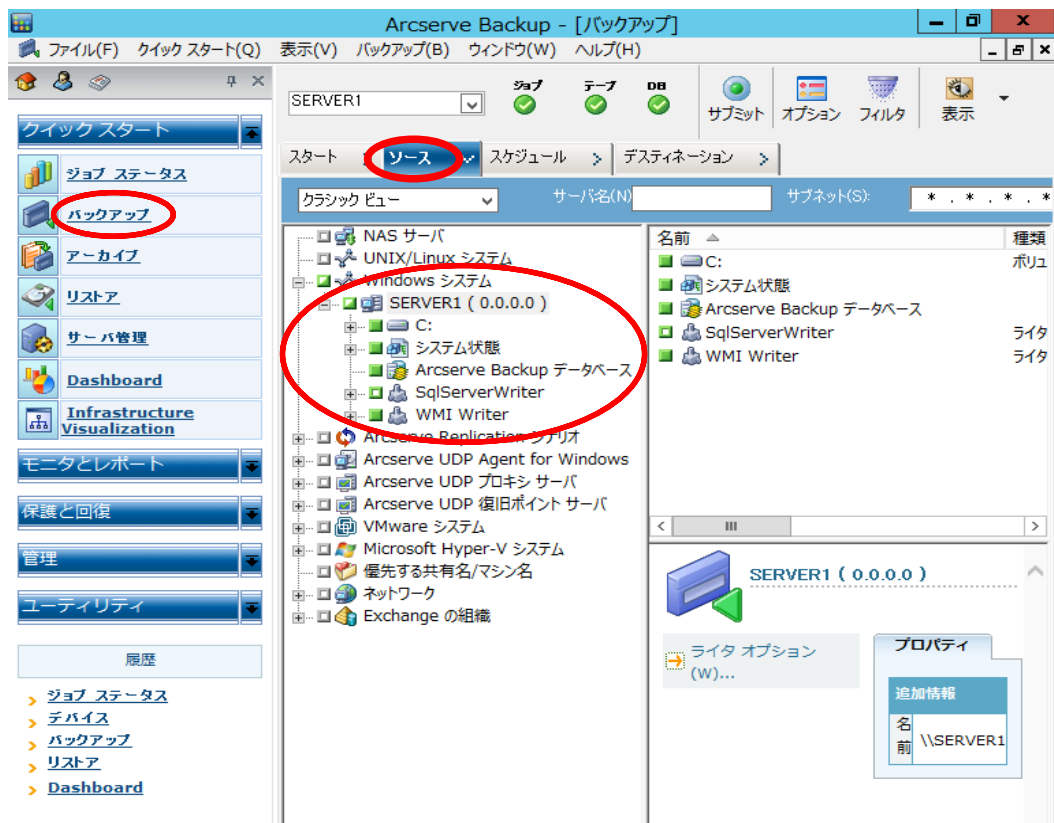 Arcserve Backup - [バックアップ]
ファイル(F) クイック スタート(Q) 表示(V) バックアップ(B) ウィンドウ(W) ヘルプ(H)
SERVER1
ジョブ
テープ
DB
サブミット
オプション
フィルタ
表示
クイック スタート
ジョブ ステータス
バックアップ
アーカイブ
リストア
サーバ管理
Dashboard
Infrastructure
Visualization
モニタとレポート
保護と回復
管理
ユーティリティ
履歴
ジョブ ステータス
デバイス
バックアップ
リストア
Dashboard
スタート
ソース
スケジュール
デスティネーション
クラシック ビュー
サーバ名(N)
サブネット(S):
* . * . * . *
NAS サーバ
UNIX/Linux システム
Windows システム
SERVER1 ( 0.0.0.0 )
C:
システム状態
Arcserve Backup データベース
SqlServerWriter
WMI Writer
Arcserve Replication シナリオ
Arcserve UDP Agent for Windows
Arcserve UDP プロキシ サーバ
Arcserve UDP 復旧ポイント サーバ
VMware システム
Microsoft Hyper-V システム
優先する共有名/マシン名
ネットワーク
Exchange の組織
名前 種類
C: ボリュ
システム状態
Arcserve Backup データベース
SqlServerWriter ライタ
WMI Writer ライタ
SERVER1 ( 0.0.0.0 )
ライタ オプション
(W)...
プロパティ
追加情報
名前 \\SERVER1